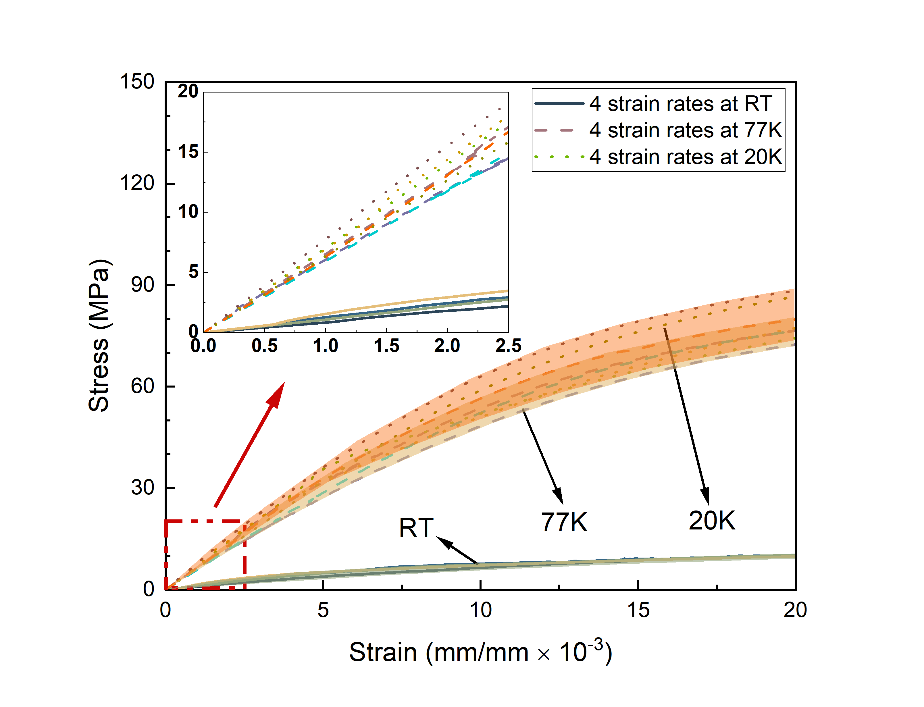 150
120
90
60
30
0
Stress (MPa)
20
15
10
5
0
0.0 0.5 1.0 1.5 2.0 2.5
4 strain rates at RT
4 strain rates at 77K
4 strain rates at 20K
RT
77K
20K
0 5 10 15 20
Strain (mm/mm × 10⁻³)